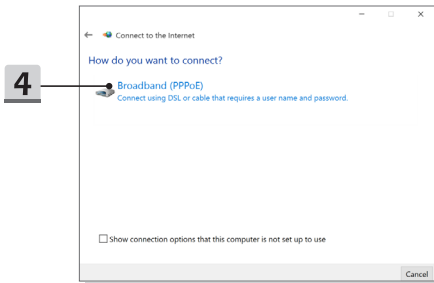 Connect to the Internet
How do you want to connect?
4
Broadband (PPPoE)
Connect using DSL or cable that requires a user name and password.
Show connection options that this computer is not set up to use
Cancel